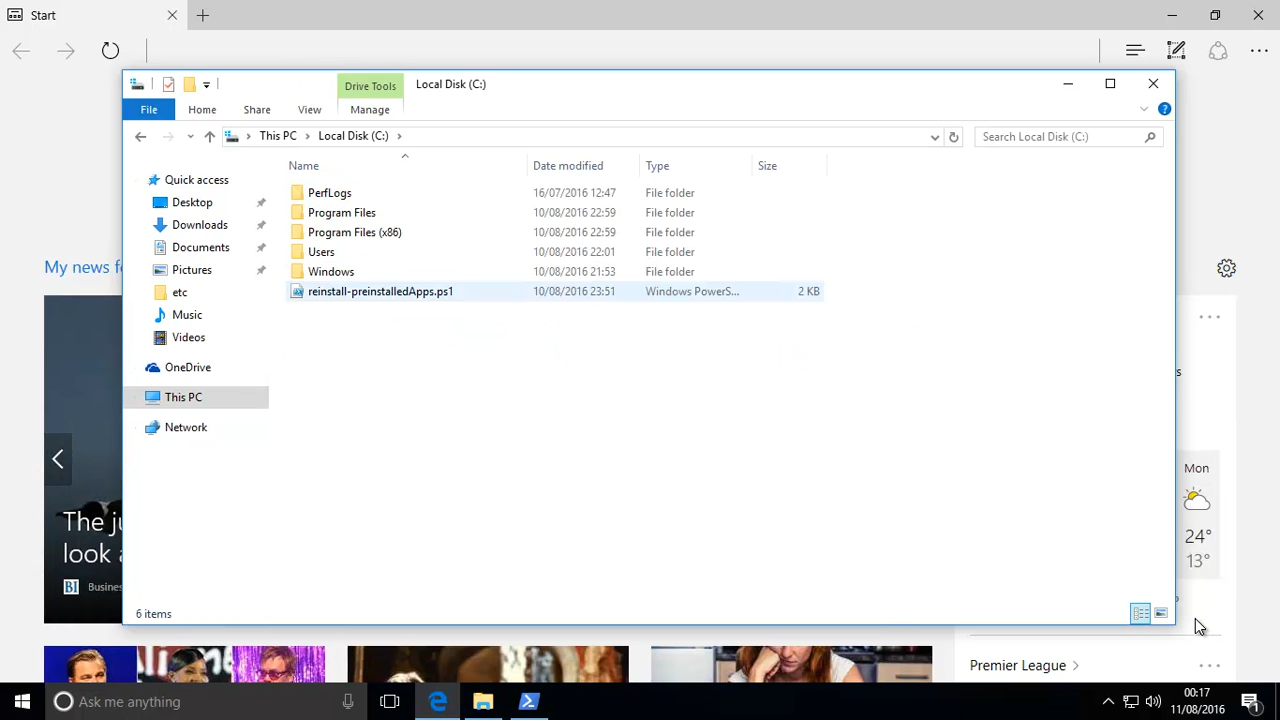 Start
Drive Tools
Local Disk (C:)
File
Home
Share
View
Manage
This PC
Local Disk (C:)
Search Local Disk (C:)
Name
Date modified
Type
Size
Quick access
Desktop
Downloads
Documents
Pictures
etc
Music
Videos
OneDrive
This PC
Network
PerfLogs 16/07/2016 12:47 File folder
Program Files 10/08/2016 22:59 File folder
Program Files (x86) 10/08/2016 22:59 File folder
Users 10/08/2016 22:01 File folder
Windows 10/08/2016 21:53 File folder
reinstall-preinstalledApps.ps1 10/08/2016 23:51 Windows PowerS... 2 KB
6 items
My news f
The ju
look a
BI Busines
Mon
24°
13°
Premier League
Ask me anything
00:17
11/08/2016
1